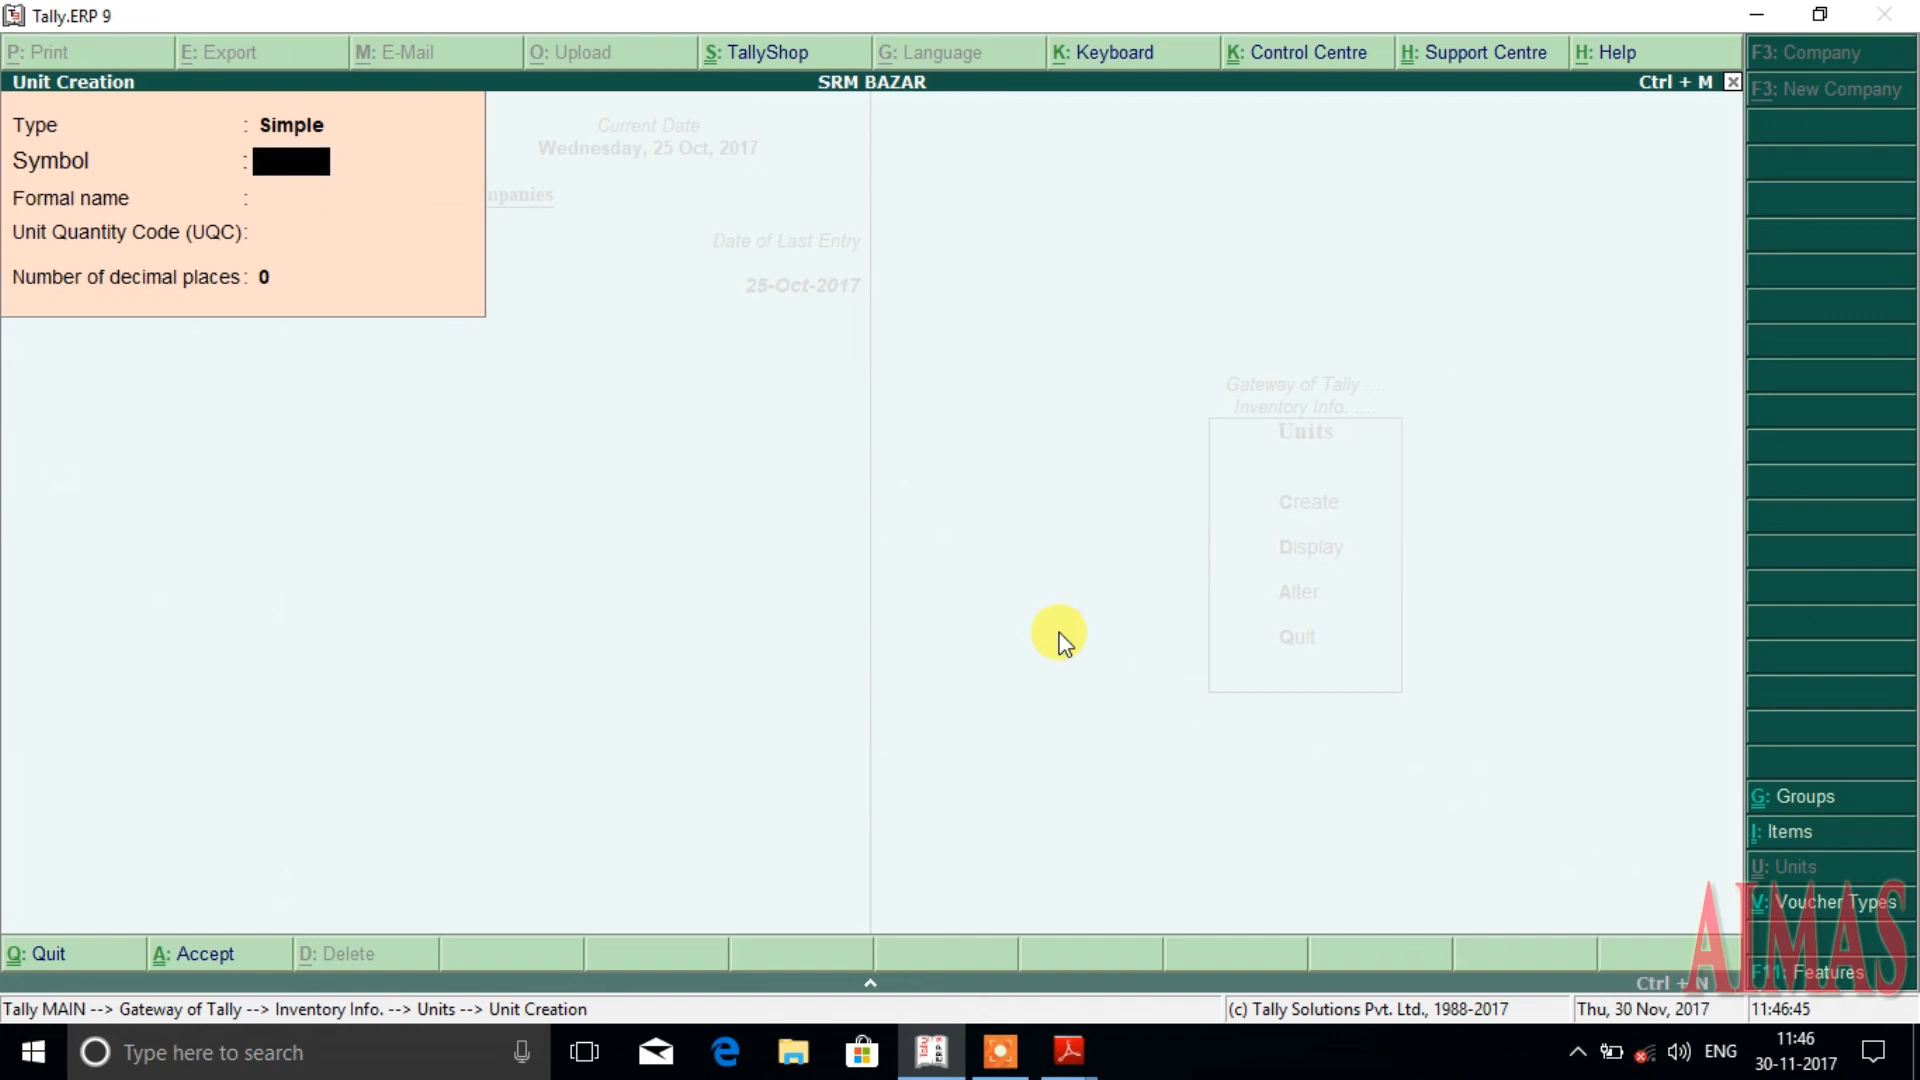 Tally.ERP 9
P: Print
E: Export
M: E-Mail
O: Upload
S: TallyShop
G: Language
K: Keyboard
K: Control Centre
H: Support Centre
H: Help
F3: Company
F3: New Company
Unit Creation
SRM BAZAR
Ctrl + M
Type : Simple
Symbol :
Formal name :
Unit Quantity Code (UQC):
Number of decimal places : 0
Current Date
Wednesday, 25 Oct, 2017
mpanies
Date of Last Entry
25-Oct-2017
Gateway of Tally ....
Inventory Info. ....
Units
Create
Display
Alter
Quit
G: Groups
I: Items
U: Units
V: Voucher Types
F11: Features
AIMAS
Q: Quit
A: Accept
D: Delete
Ctrl + N
Tally MAIN --> Gateway of Tally --> Inventory Info. --> Units --> Unit Creation
(c) Tally Solutions Pvt. Ltd., 1988-2017
Thu, 30 Nov, 2017
11:46:45
Type here to search
ENG
11:46
30-11-2017